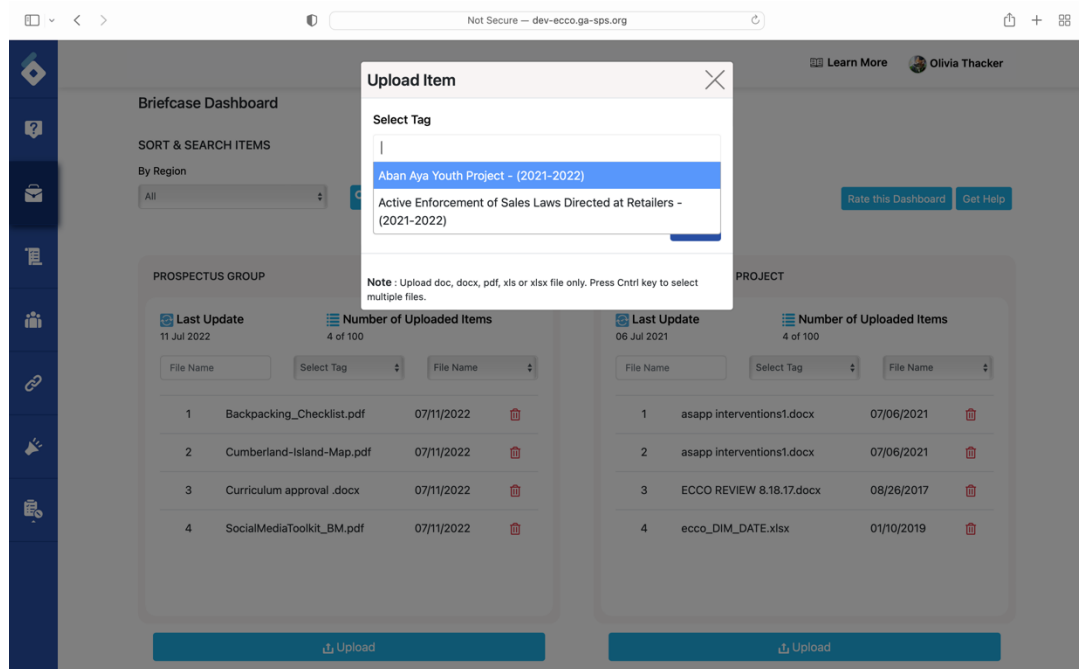 Not Secure — dev-ecco.ga-sps.org
Learn More
Olivia Thacker
Briefcase Dashboard
SORT & SEARCH ITEMS
By Region
All
Rate this Dashboard
Get Help
Upload Item
Select Tag
Aban Aya Youth Project - (2021-2022)
Active Enforcement of Sales Laws Directed at Retailers -
(2021-2022)
Note : Upload doc, docx, pdf, xls or xlsx file only. Press Cntrl key to select
multiple files.
PROSPECTUS GROUP
Last Update
11 Jul 2022
Number of Uploaded Items
4 of 100
File Name
Select Tag
File Name
1 Backpacking_Checklist.pdf 07/11/2022
2 Cumberland-Island-Map.pdf 07/11/2022
3 Curriculum approval .docx 07/11/2022
4 SocialMediaToolkit_BM.pdf 07/11/2022
Upload
PROJECT
Last Update
06 Jul 2021
Number of Uploaded Items
4 of 100
File Name
Select Tag
File Name
1 asapp interventions1.docx 07/06/2021
2 asapp interventions1.docx 07/06/2021
3 ECCO REVIEW 8.18.17.docx 08/26/2017
4 ecco_DIM_DATE.xlsx 01/10/2019
Upload